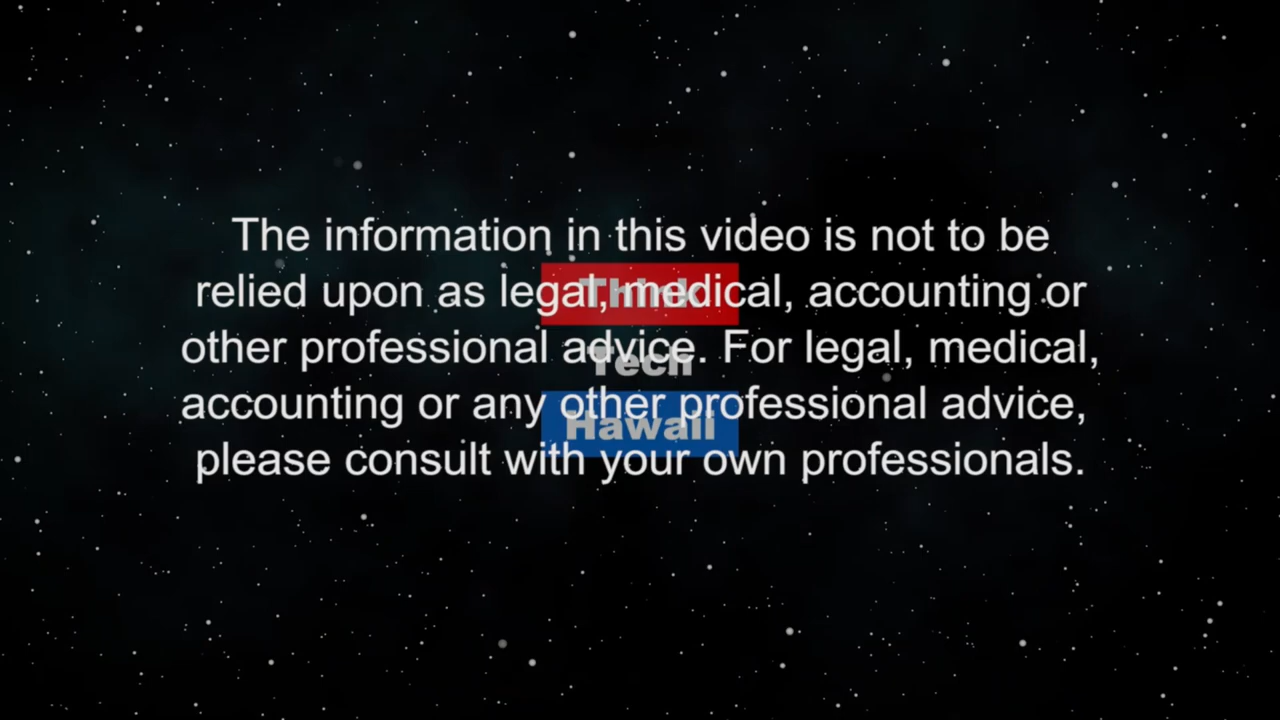 The information in this video is not to be
relied upon as legal, medical, accounting or
other professional advice. For legal, medical,
accounting or any other professional advice,
please consult with your own professionals.
Think
Tech
Hawaii